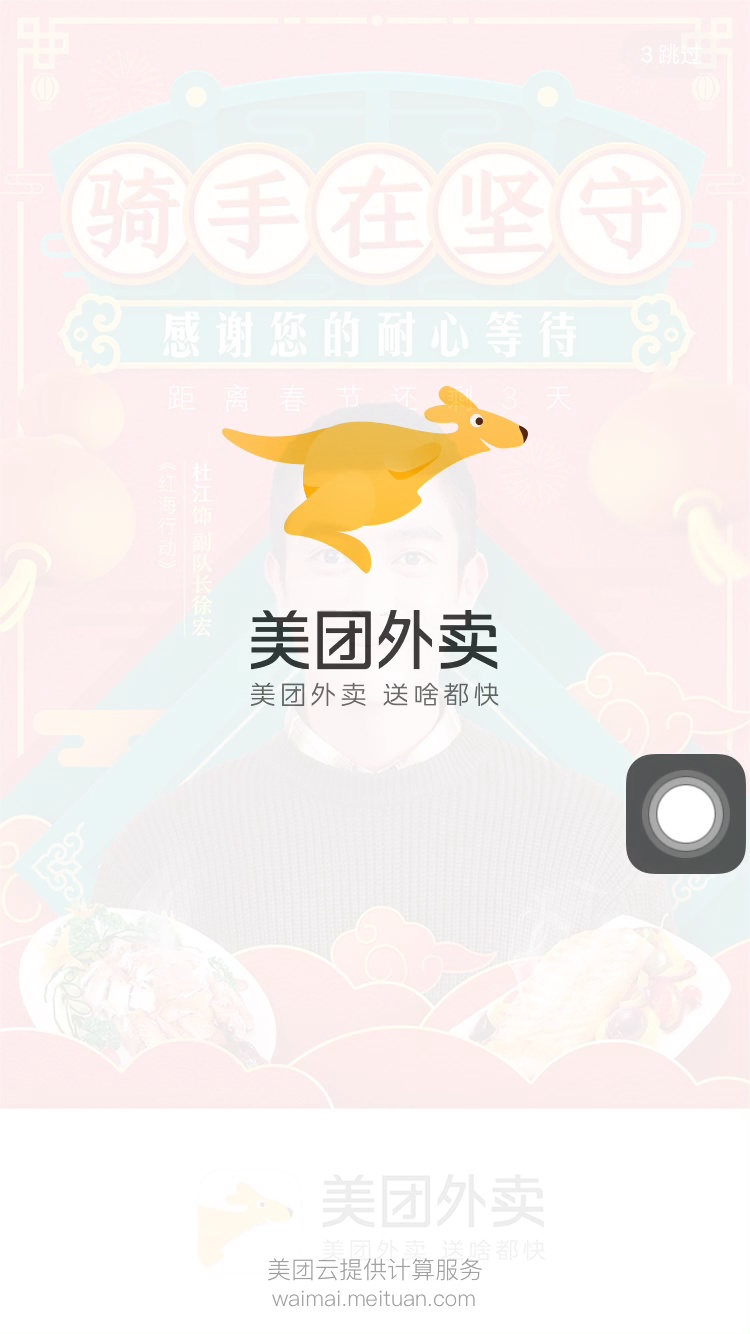 3 跳过
骑手在坚守
感谢您的耐心等待
距离春节还剩3天
杜江饰 副队长徐宏
《红海行动》
美团外卖
美团外卖 送啥都快
美团外卖
美团外卖 送啥都快
美团云提供计算服务
waimai.meituan.com